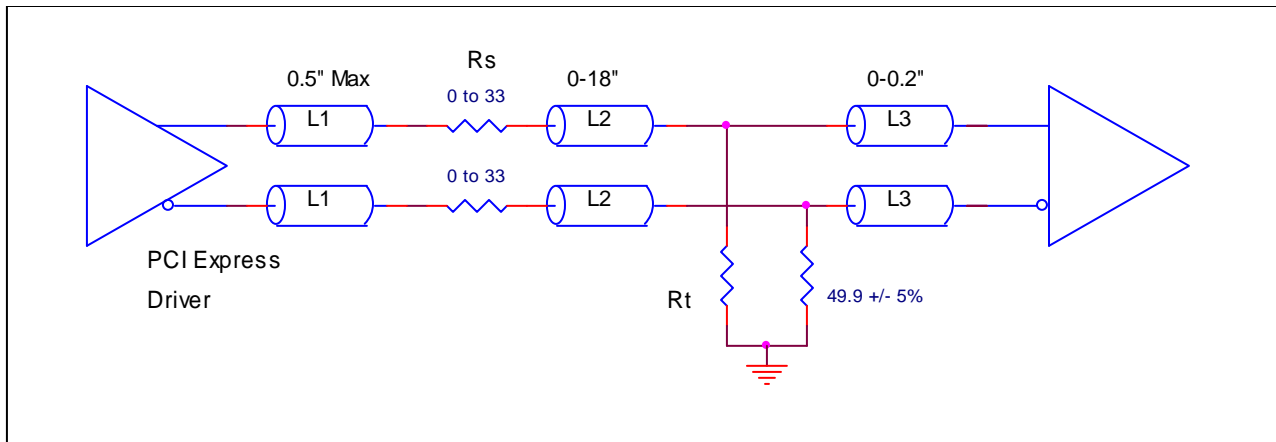 Rs
0.5" Max
0-18"
0-0.2"
0 to 33
L1
L2
L3
0 to 33
L1
L2
L3
PCI Express
Driver
Rt
49.9 +/- 5%